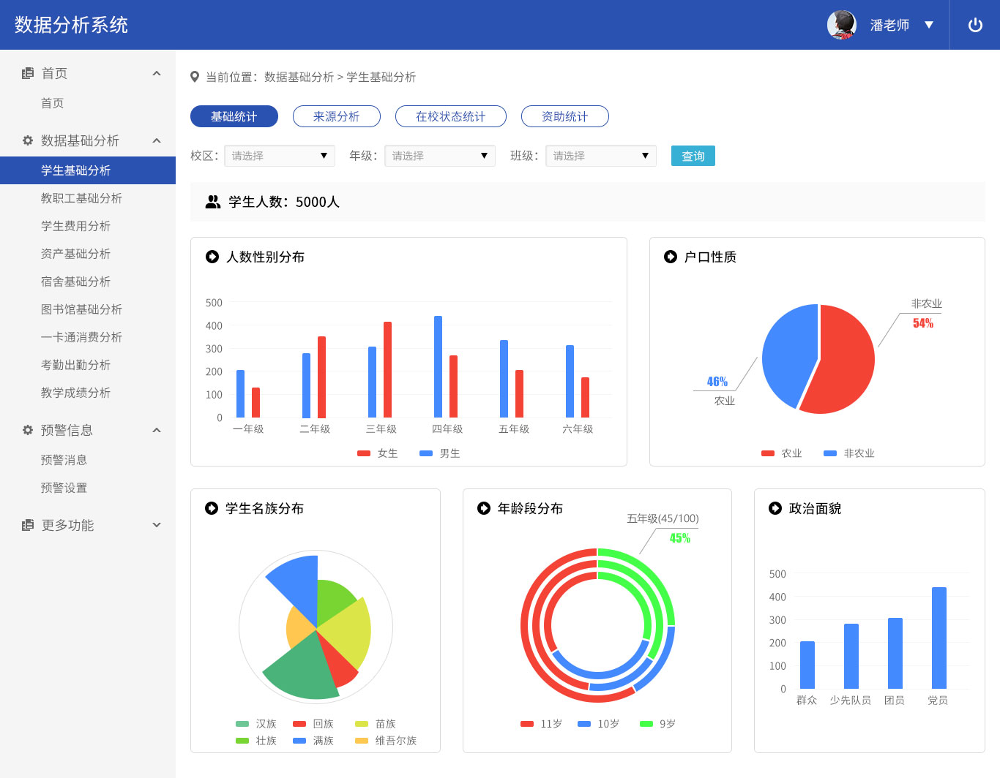 数据分析系统
潘老师
首页
首页
数据基础分析
学生基础分析
教职工基础分析
学生费用分析
资产基础分析
宿舍基础分析
图书馆基础分析
一卡通消费分析
考勤出勤分析
教学成绩分析
预警信息
预警消息
预警设置
更多功能
当前位置：数据基础分析 > 学生基础分析
基础统计 来源分析 在校状态统计 资助统计
校区： 请选择 年级： 请选择 班级： 请选择 查询
学生人数：5000人
人数性别分布
500
400
300
200
100
0
一年级 二年级 三年级 四年级 五年级 六年级
女生 男生
户口性质
非农业
54%
46%
农业
农业 非农业
学生名族分布
汉族 回族 苗族
壮族 满族 维吾尔族
年龄段分布
五年级(45/100)
45%
11岁 10岁 9岁
政治面貌
500
400
300
200
100
0
群众 少先队员 团员 党员